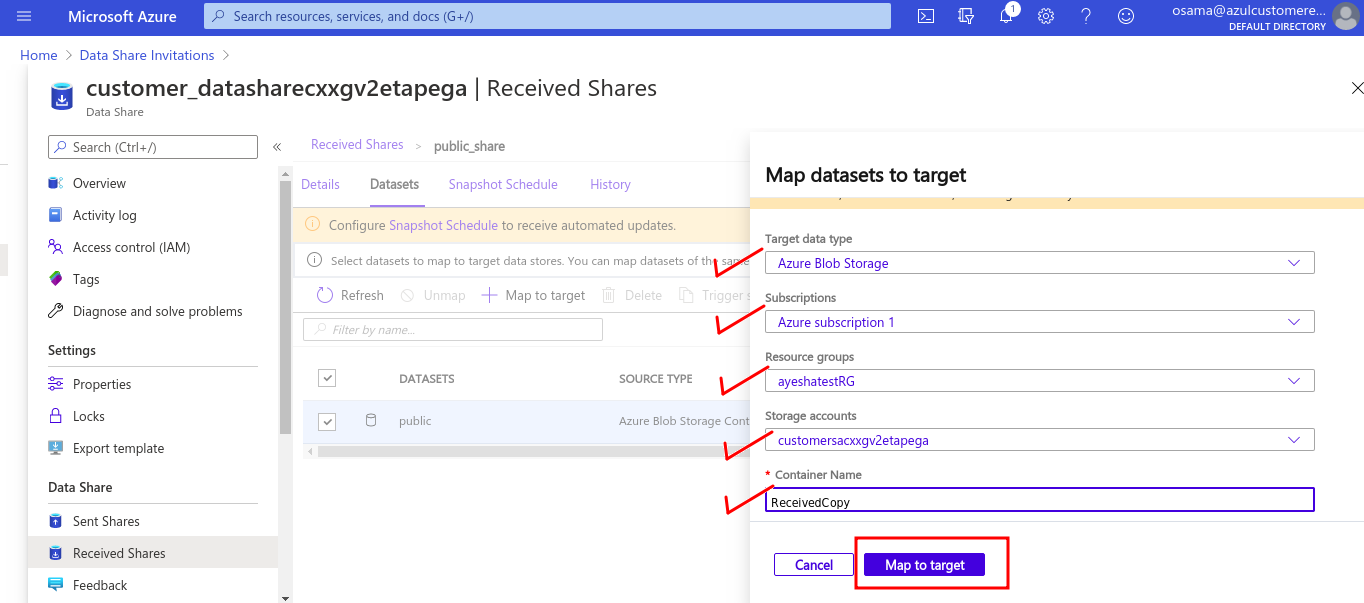 Microsoft Azure
Search resources, services, and docs (G+/)
1
osama@azulcustomere...
DEFAULT DIRECTORY
Home > Data Share Invitations >
customer_datasharecxxgv2etapega | Received Shares
Data Share
Search (Ctrl+/)
«
Overview
Activity log
Access control (IAM)
Tags
Diagnose and solve problems
Settings
Properties
Locks
Export template
Data Share
Sent Shares
Received Shares
Feedback
Received Shares > public_share
Details Datasets Snapshot Schedule History
Configure Snapshot Schedule to receive automated updates.
Select datasets to map to target data stores. You can map datasets of the same
Refresh Unmap Map to target Delete Trigger s
Filter by name...
DATASETS SOURCE TYPE
public Azure Blob Storage Cont
Map datasets to target
Target data type
Azure Blob Storage
Subscriptions
Azure subscription 1
Resource groups
ayeshatestRG
Storage accounts
customersacxxgv2etapega
* Container Name
ReceivedCopy
Cancel Map to target